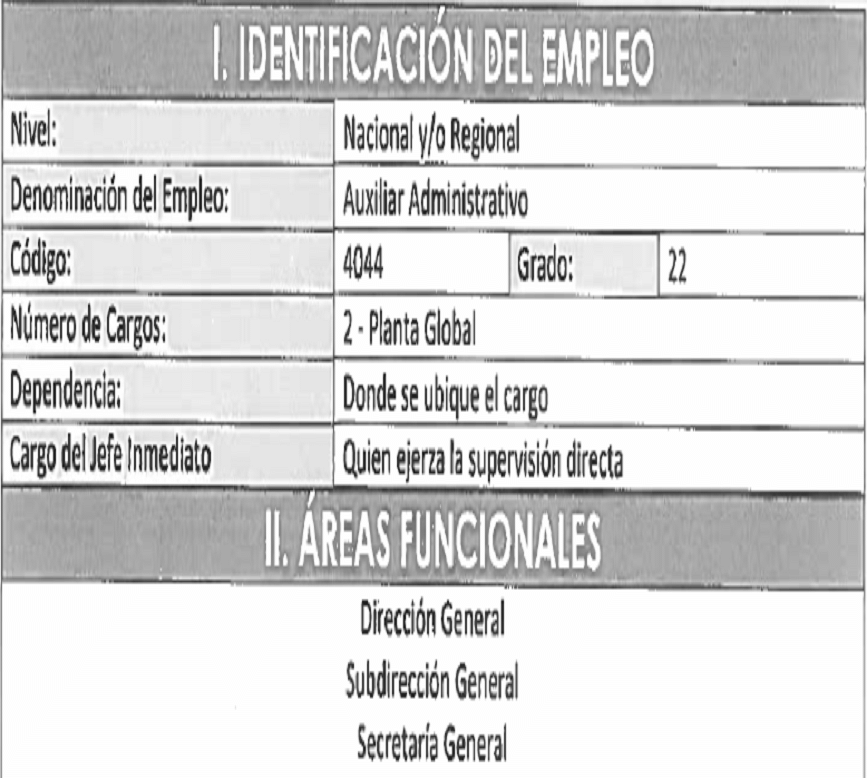 I. IDENTIFICACIÓN DEL EMPLEO
Nivel: Nacional y/o Regional
Denominación del Empleo: Auxiliar Administrativo
Código: 4044 Grado: 22
Número de Cargos: 2 - Planta Global
Dependencia: Donde se ubique el cargo
Cargo del Jefe Inmediato Quien ejerza la supervisión directa
II. ÁREAS FUNCIONALES
Dirección General
Subdirección General
Secretaría General